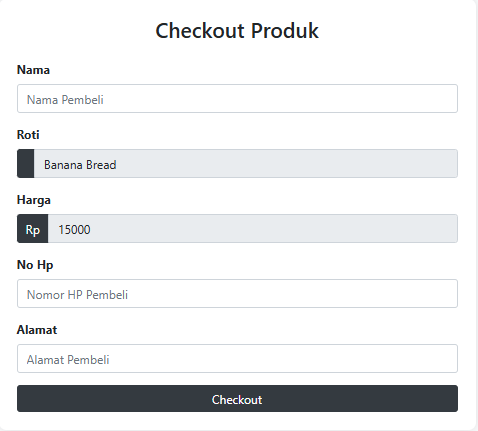 Checkout Produk
Nama
Nama Pembeli
Roti
Banana Bread
Harga
Rp 15000
No Hp
Nomor HP Pembeli
Alamat
Alamat Pembeli
Checkout